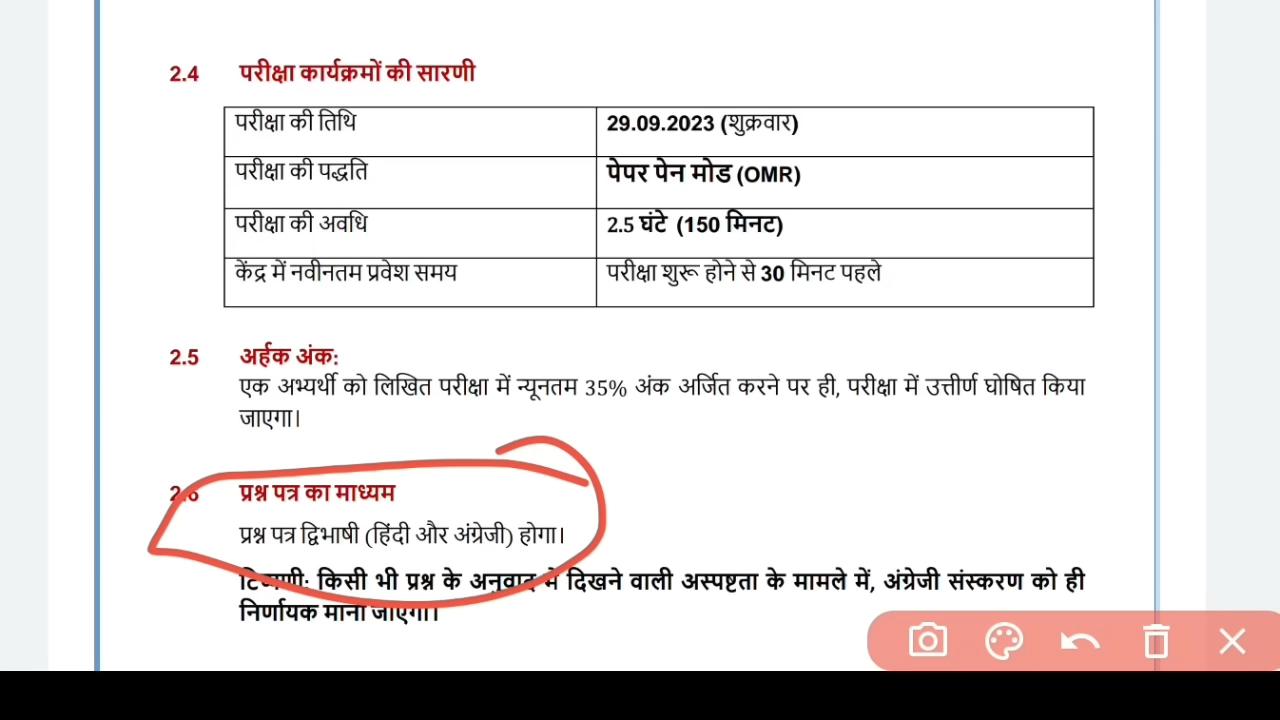 2.4 परीक्षा कार्यक्रमों की सारणी
परीक्षा की तिथि 29.09.2023 (शुक्रवार)
परीक्षा की पद्धति पेपर पेन मोड (OMR)
परीक्षा की अवधि 2.5 घंटे (150 मिनट)
केंद्र में नवीनतम प्रवेश समय परीक्षा शुरू होने से 30 मिनट पहले
2.5 अर्हक अंक:
एक अभ्यर्थी को लिखित परीक्षा में न्यूनतम 35% अंक अर्जित करने पर ही, परीक्षा में उत्तीर्ण घोषित किया
जाएगा।
2.6 प्रश्न पत्र का माध्यम
प्रश्न पत्र द्विभाषी (हिंदी और अंग्रेजी) होगा।
टिप्पणी: किसी भी प्रश्न के अनुवाद में दिखने वाली अस्पष्टता के मामले में, अंग्रेजी संस्करण को ही
निर्णायक माना जाएगा।